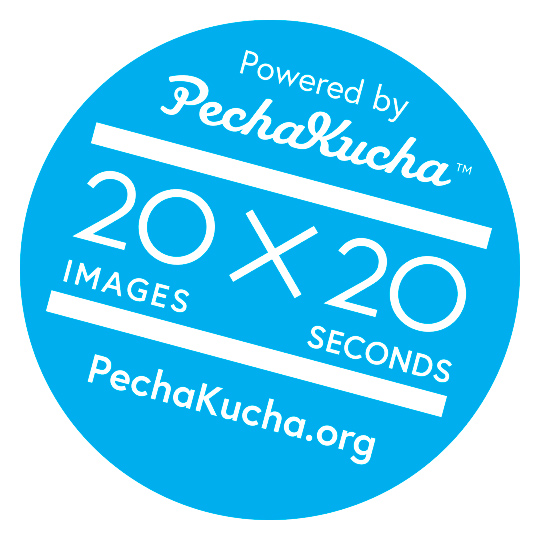 Powered by
PechaKucha™
20 × 20
IMAGES SECONDS
PechaKucha.org